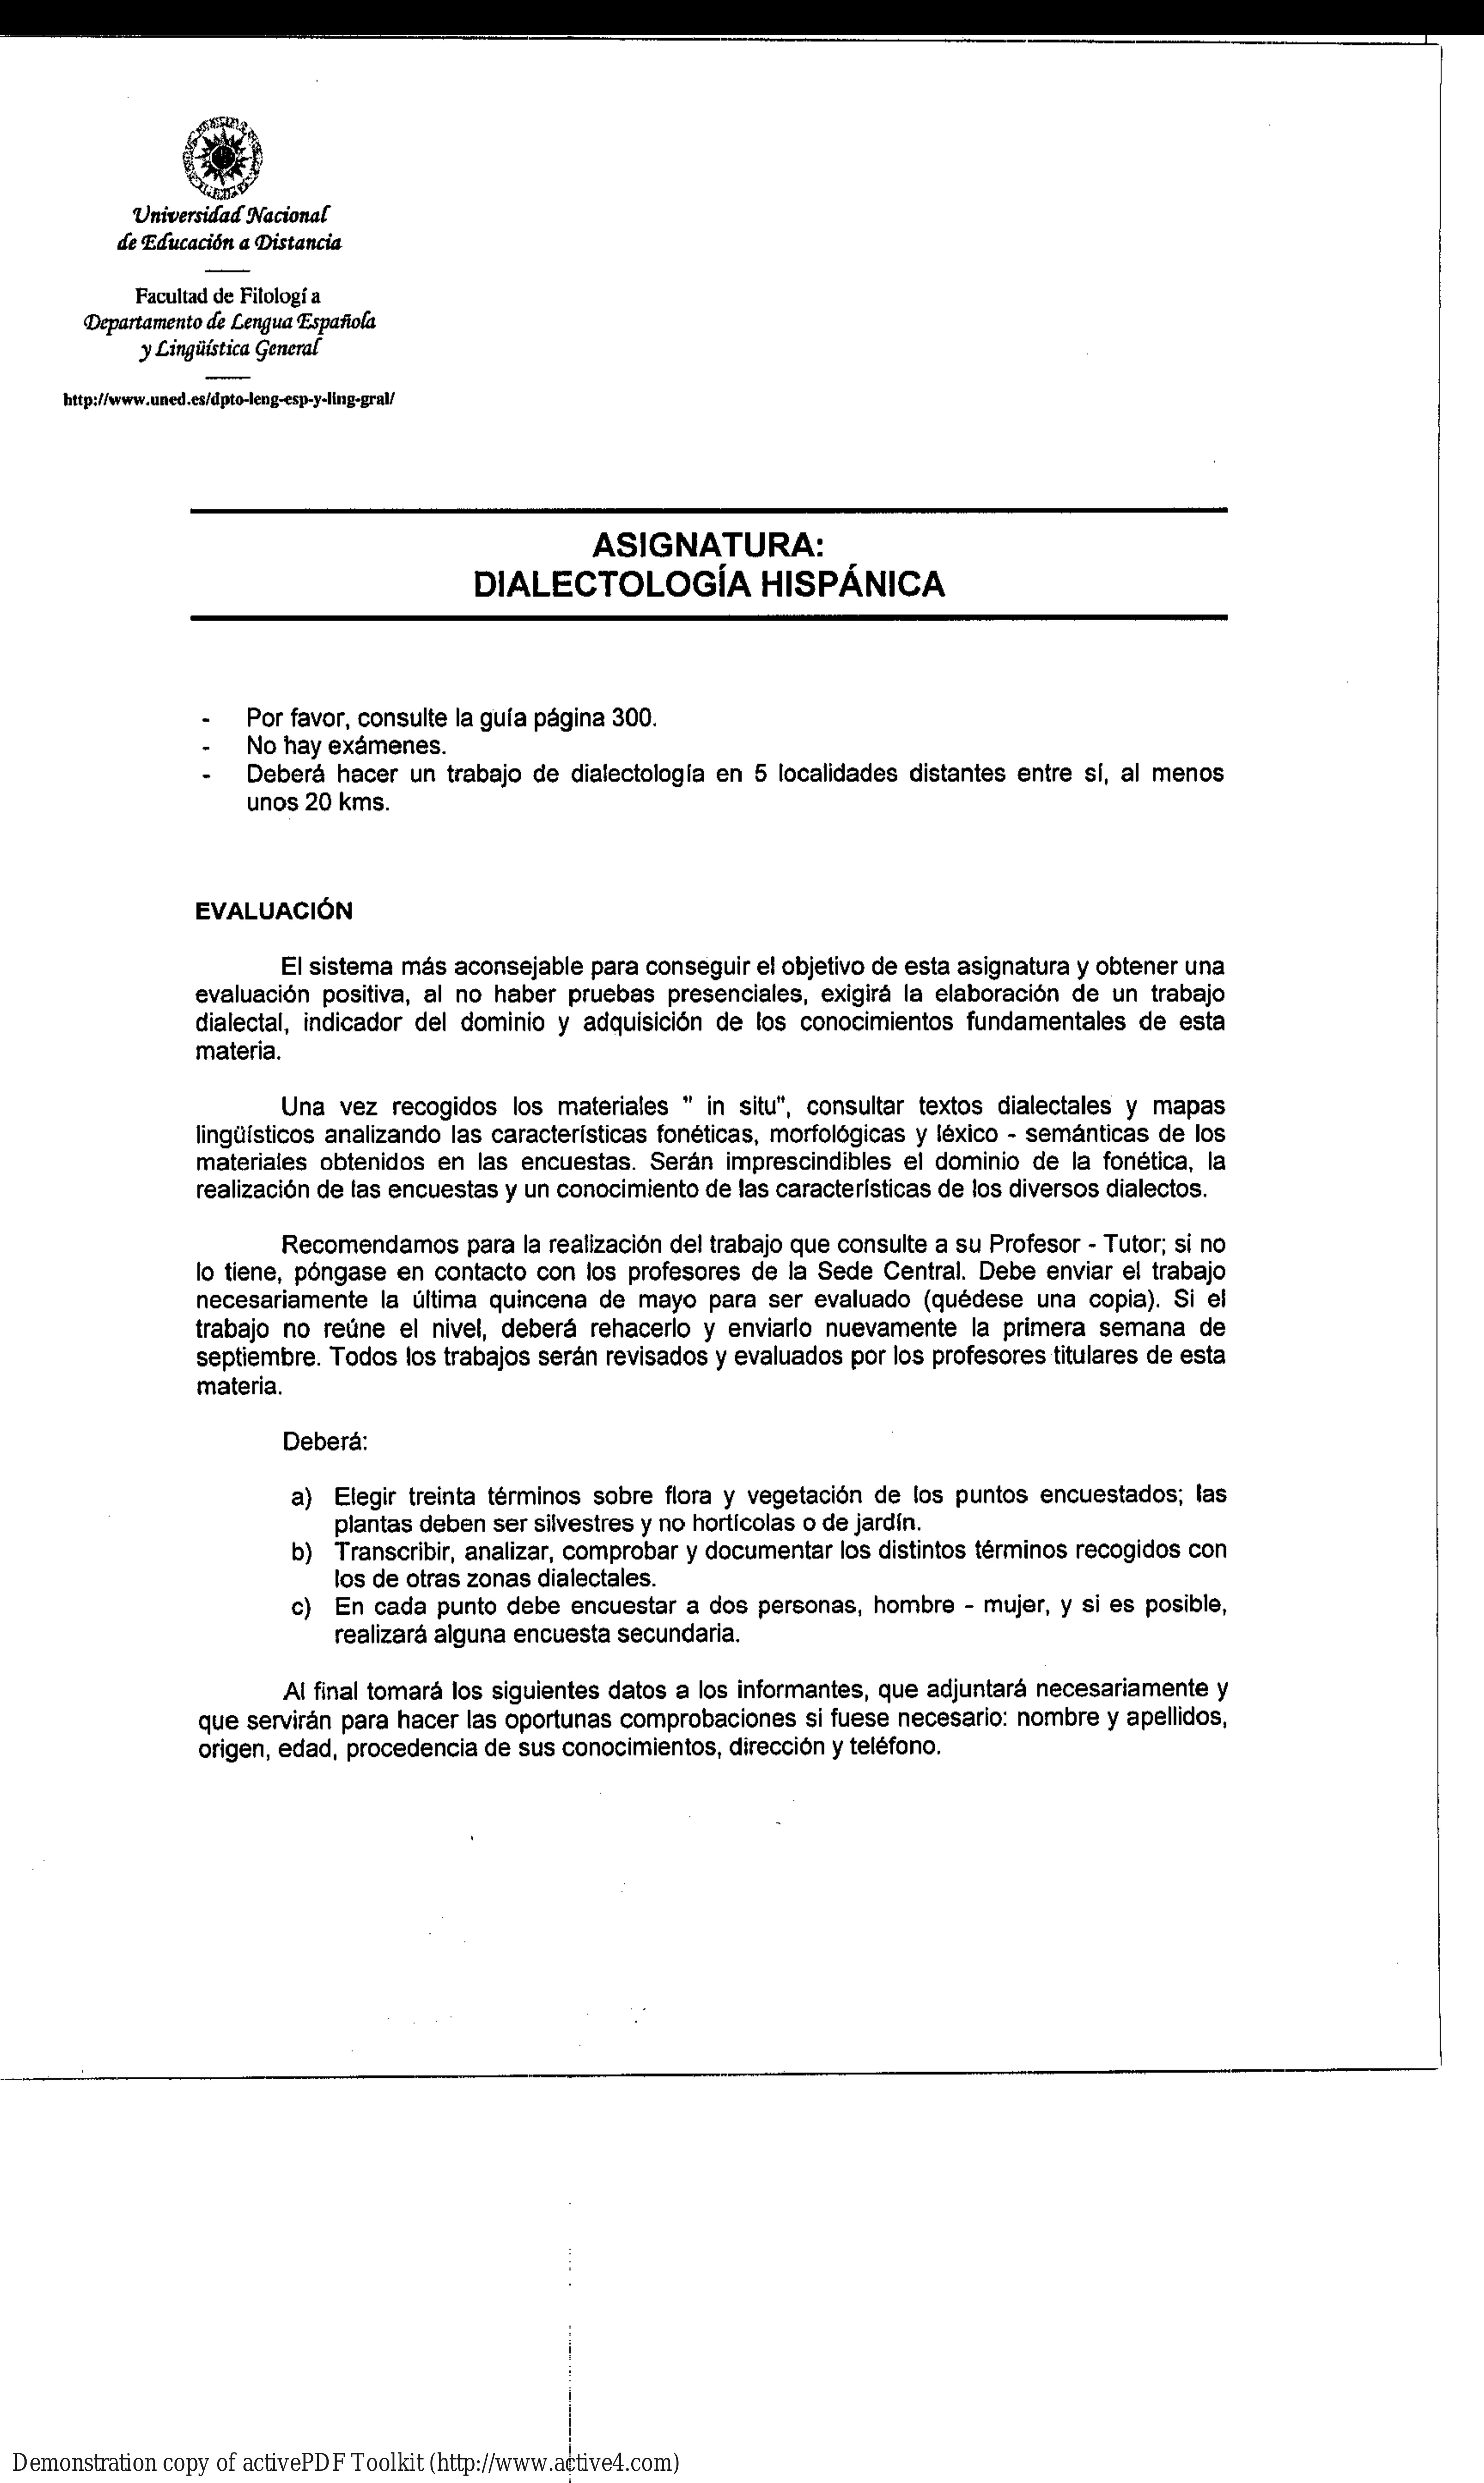 Universidad Nacional
de Educación a Distancia
Facultad de Filología
Departamento de Lengua Española
y Lingüística General
http://www.uned.es/dpto-leng-esp-y-ling-gral/
ASIGNATURA:
DIALECTOLOGÍA HISPÁNICA
- Por favor, consulte la guía página 300.
- No hay exámenes.
- Deberá hacer un trabajo de dialectología en 5 localidades distantes entre sí, al menos
unos 20 kms.
EVALUACIÓN
El sistema más aconsejable para conseguir el objetivo de esta asignatura y obtener una
evaluación positiva, al no haber pruebas presenciales, exigirá la elaboración de un trabajo
dialectal, indicador del dominio y adquisición de los conocimientos fundamentales de esta
materia.
Una vez recogidos los materiales " in situ", consultar textos dialectales y mapas
lingüísticos analizando las características fonéticas, morfológicas y léxico - semánticas de los
materiales obtenidos en las encuestas. Serán imprescindibles el dominio de la fonética, la
realización de las encuestas y un conocimiento de las características de los diversos dialectos.
Recomendamos para la realización del trabajo que consulte a su Profesor - Tutor; si no
lo tiene, póngase en contacto con los profesores de la Sede Central. Debe enviar el trabajo
necesariamente la última quincena de mayo para ser evaluado (quédese una copia). Si el
trabajo no reúne el nivel, deberá rehacerlo y enviarlo nuevamente la primera semana de
septiembre. Todos los trabajos serán revisados y evaluados por los profesores titulares de esta
materia.
Deberá:
a) Elegir treinta términos sobre flora y vegetación de los puntos encuestados; las
plantas deben ser silvestres y no hortícolas o de jardín.
b) Transcribir, analizar, comprobar y documentar los distintos términos recogidos con
los de otras zonas dialectales.
c) En cada punto debe encuestar a dos personas, hombre - mujer, y si es posible,
realizará alguna encuesta secundaria.
Al final tomará los siguientes datos a los informantes, que adjuntará necesariamente y
que servirán para hacer las oportunas comprobaciones si fuese necesario: nombre y apellidos,
origen, edad, procedencia de sus conocimientos, dirección y teléfono.
Demonstration copy of activePDF Toolkit (http://www.active4.com)